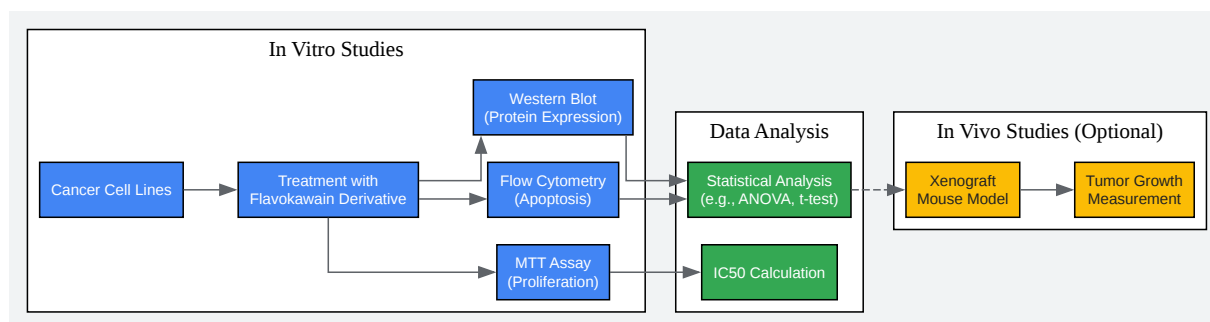 In Vitro Studies
Cancer Cell Lines
Treatment with
Flavokawain Derivative
Western Blot
(Protein Expression)
Flow Cytometry
(Apoptosis)
MTT Assay
(Proliferation)
Data Analysis
Statistical Analysis
(e.g., ANOVA, t-test)
IC50 Calculation
In Vivo Studies (Optional)
Xenograft
Mouse Model
Tumor Growth
Measurement